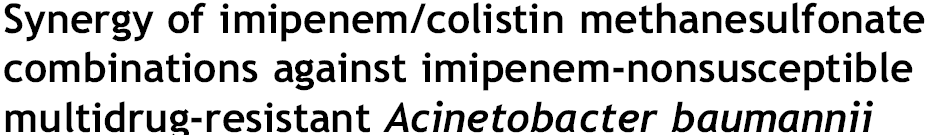 Synergy of imipenem/colistin methanesulfonate
combinations against imipenem-nonsusceptible
multidrug-resistant Acinetobacter baumannii